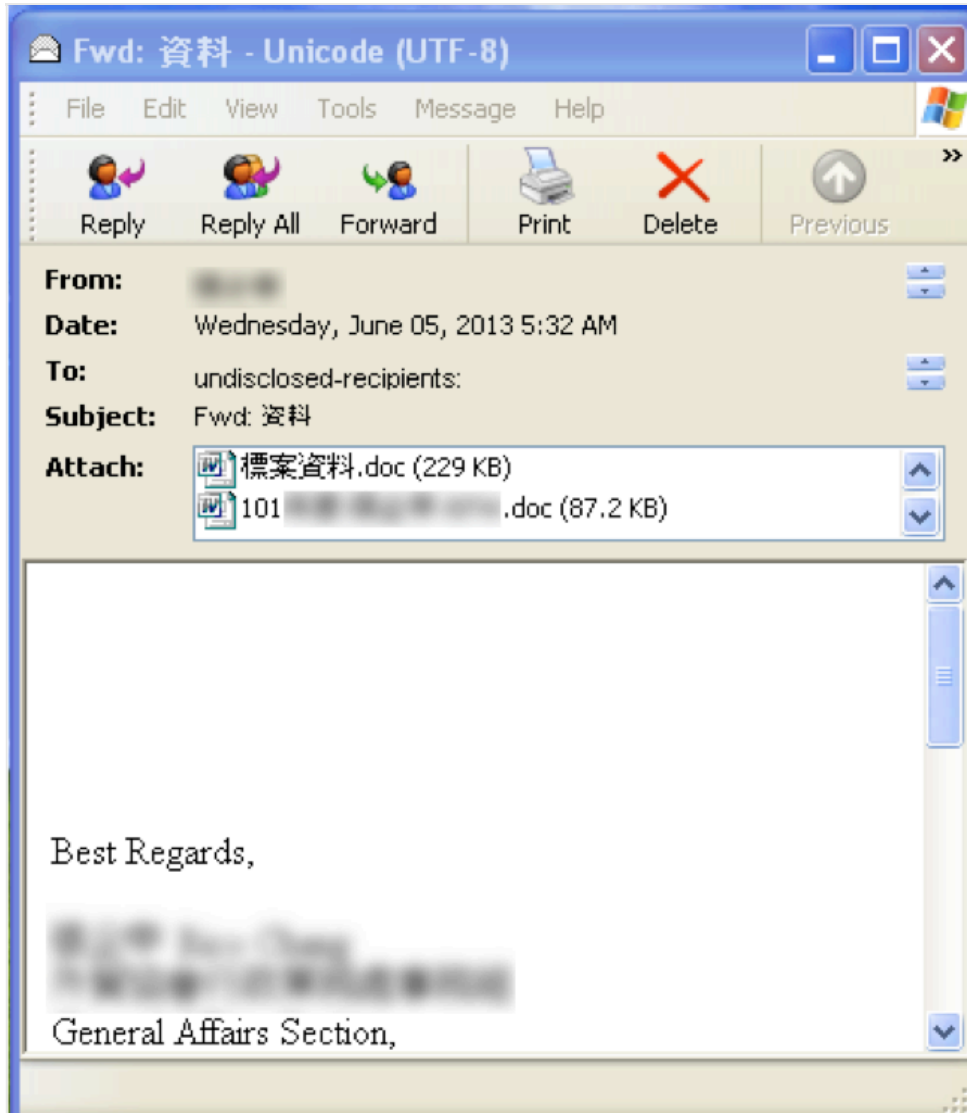 Fwd: 資料 - Unicode (UTF-8)
File Edit View Tools Message Help
Reply Reply All Forward Print Delete Previous »
From:
Date: Wednesday, June 05, 2013 5:32 AM
To: undisclosed-recipients:
Subject: Fwd: 資料
Attach: 標案資料.doc (229 KB)
101 .doc (87.2 KB)
Best Regards,
General Affairs Section,